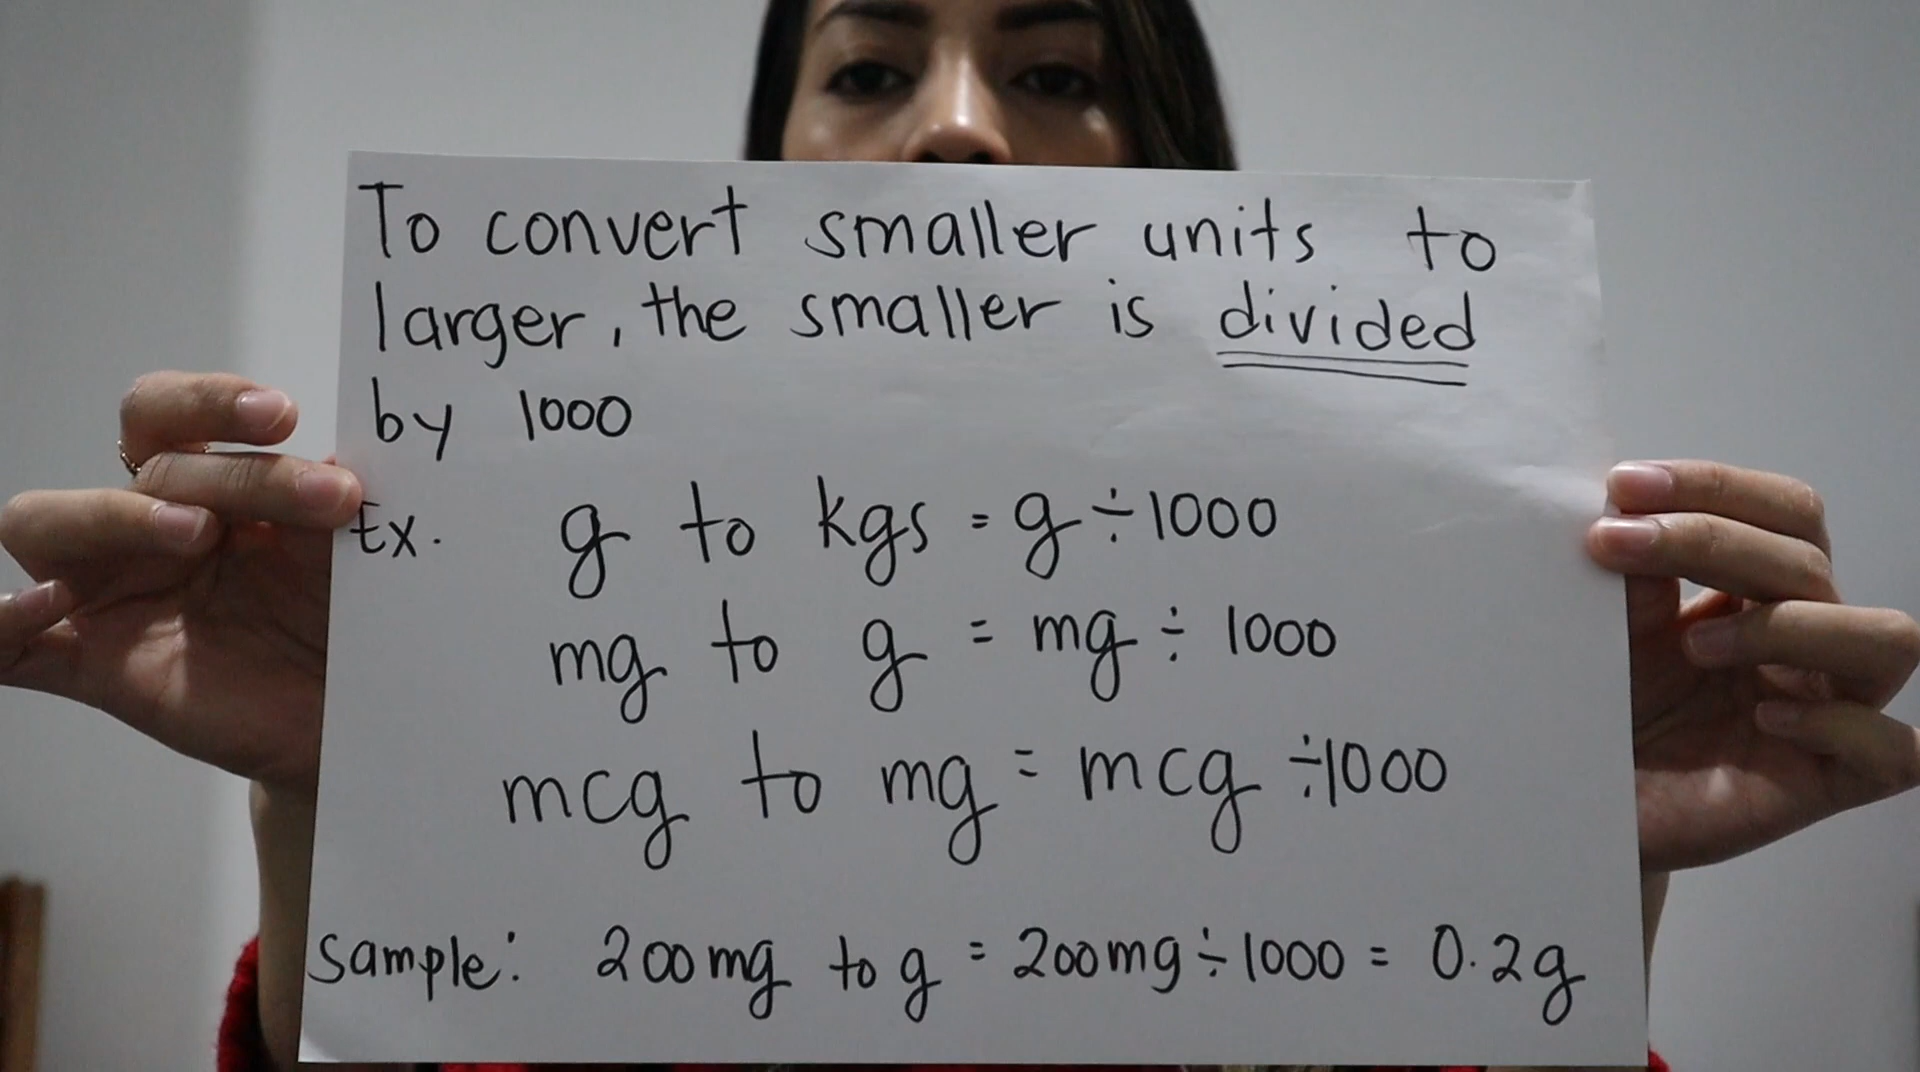 To convert smaller units to
larger, the smaller is divided
by 1000
Ex. g to kgs = g ÷ 1000
mg to g = mg ÷ 1000
mcg to mg = mcg ÷ 1000
Sample: 200mg to g = 200mg ÷ 1000 = 0.2g